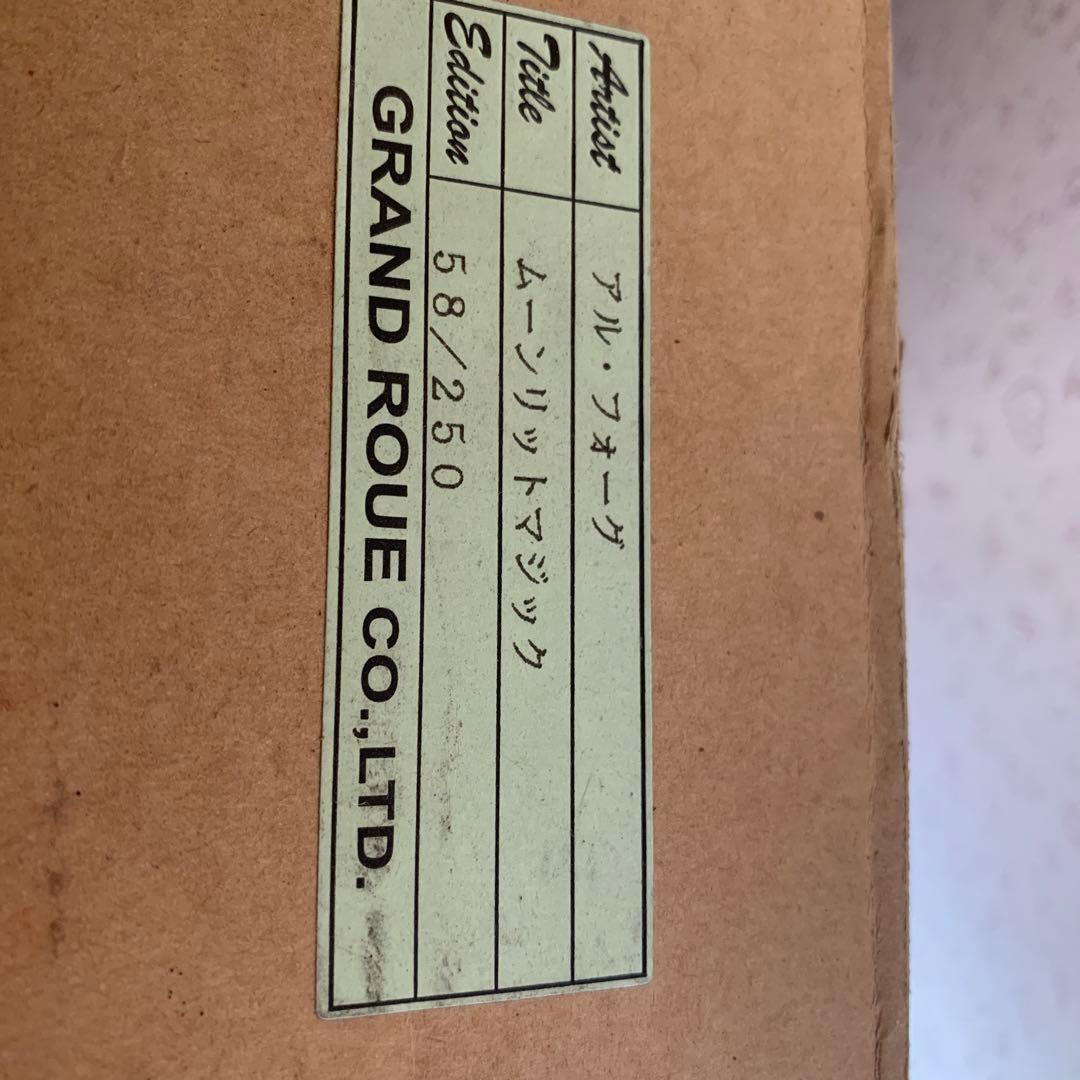 Artist アル・フォーグ
Title ムーンリットマジック
Edition 58/250
GRAND ROUE CO.,LTD.